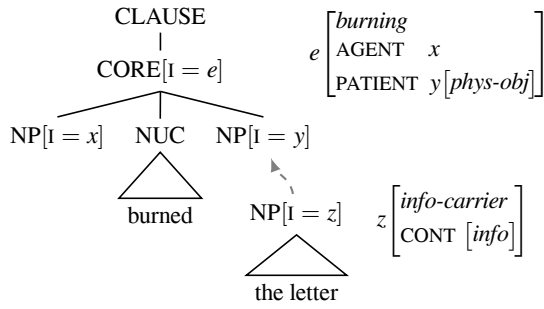 CLAUSE
CORE[I = e]
NP[I = x] NUC NP[I = y]
burned
NP[I = z]
the letter
e [burning
AGENT x
PATIENT y [phys-obj]]
z [info-carrier
CONT [info]]